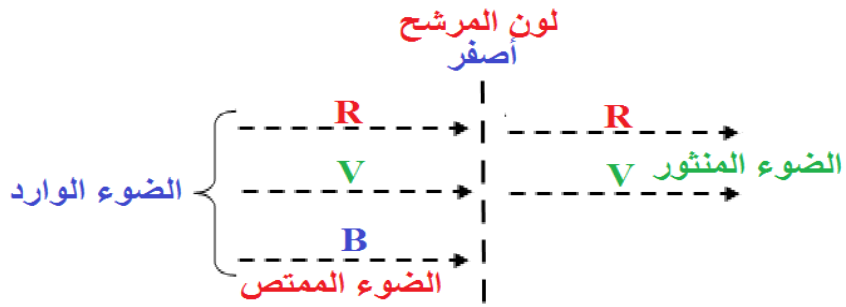 لون المرشح
أصفر
R
R
V
V
الضوء المنثور
الضوء الوارد
B
الضوء الممتص